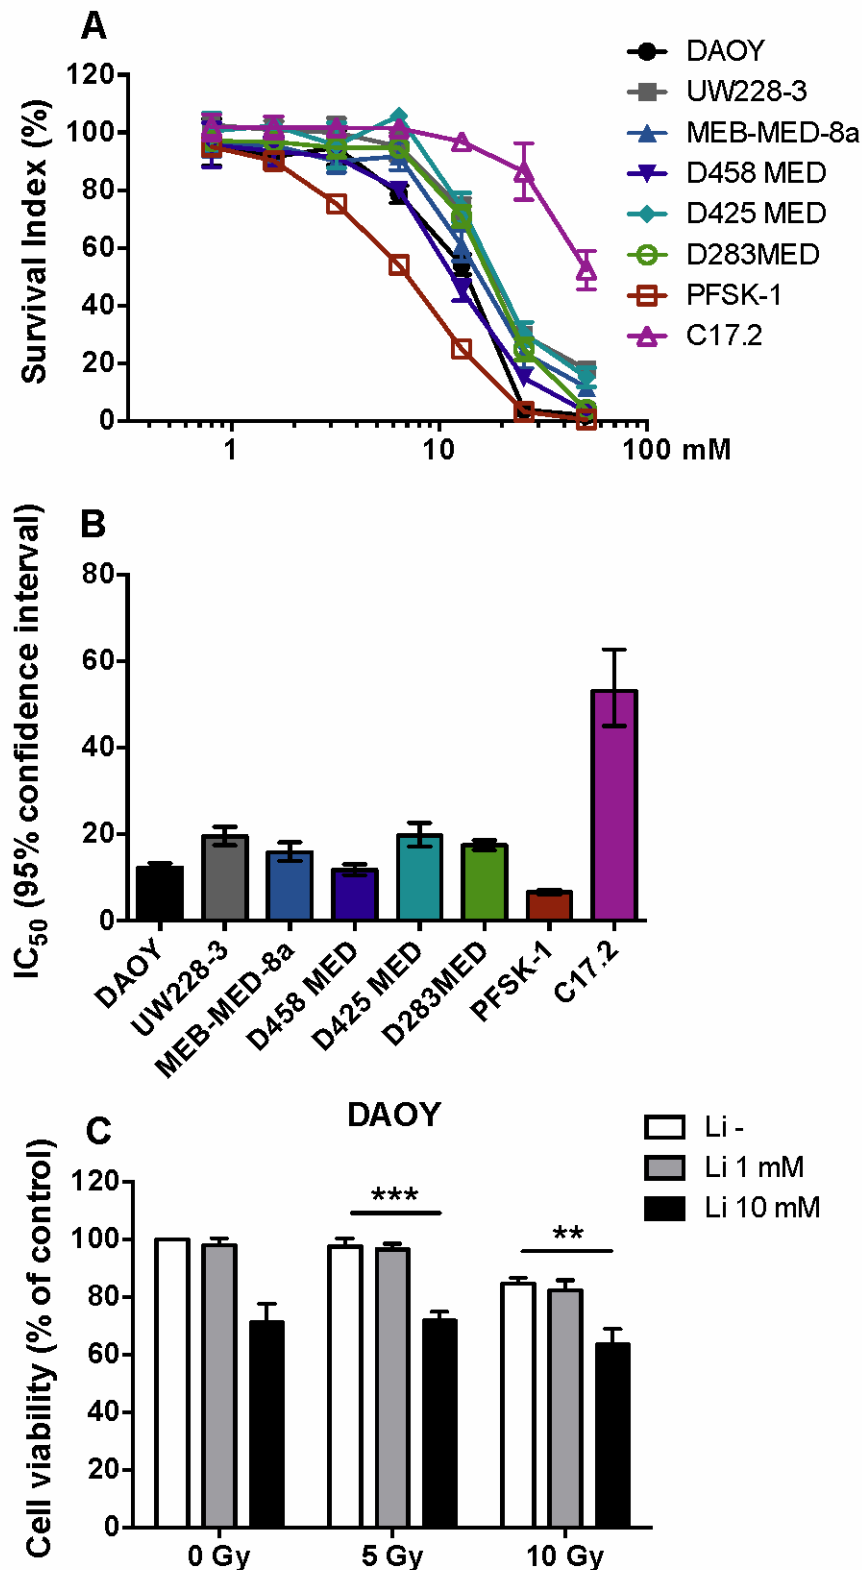 A
Survival Index (%)
120
100
80
60
40
20
0
1
10
100 mM
DAOY
UW228-3
MEB-MED-8a
D458 MED
D425 MED
D283MED
PFSK-1
C17.2
B
IC50 (95% confidence interval)
80
60
40
20
0
DAOY
UW228-3
MEB-MED-8a
D458 MED
D425 MED
D283MED
PFSK-1
C17.2
C
DAOY
Cell viability (% of control)
120
100
80
60
40
20
0
***
**
0 Gy
5 Gy
10 Gy
Li -
Li 1 mM
Li 10 mM